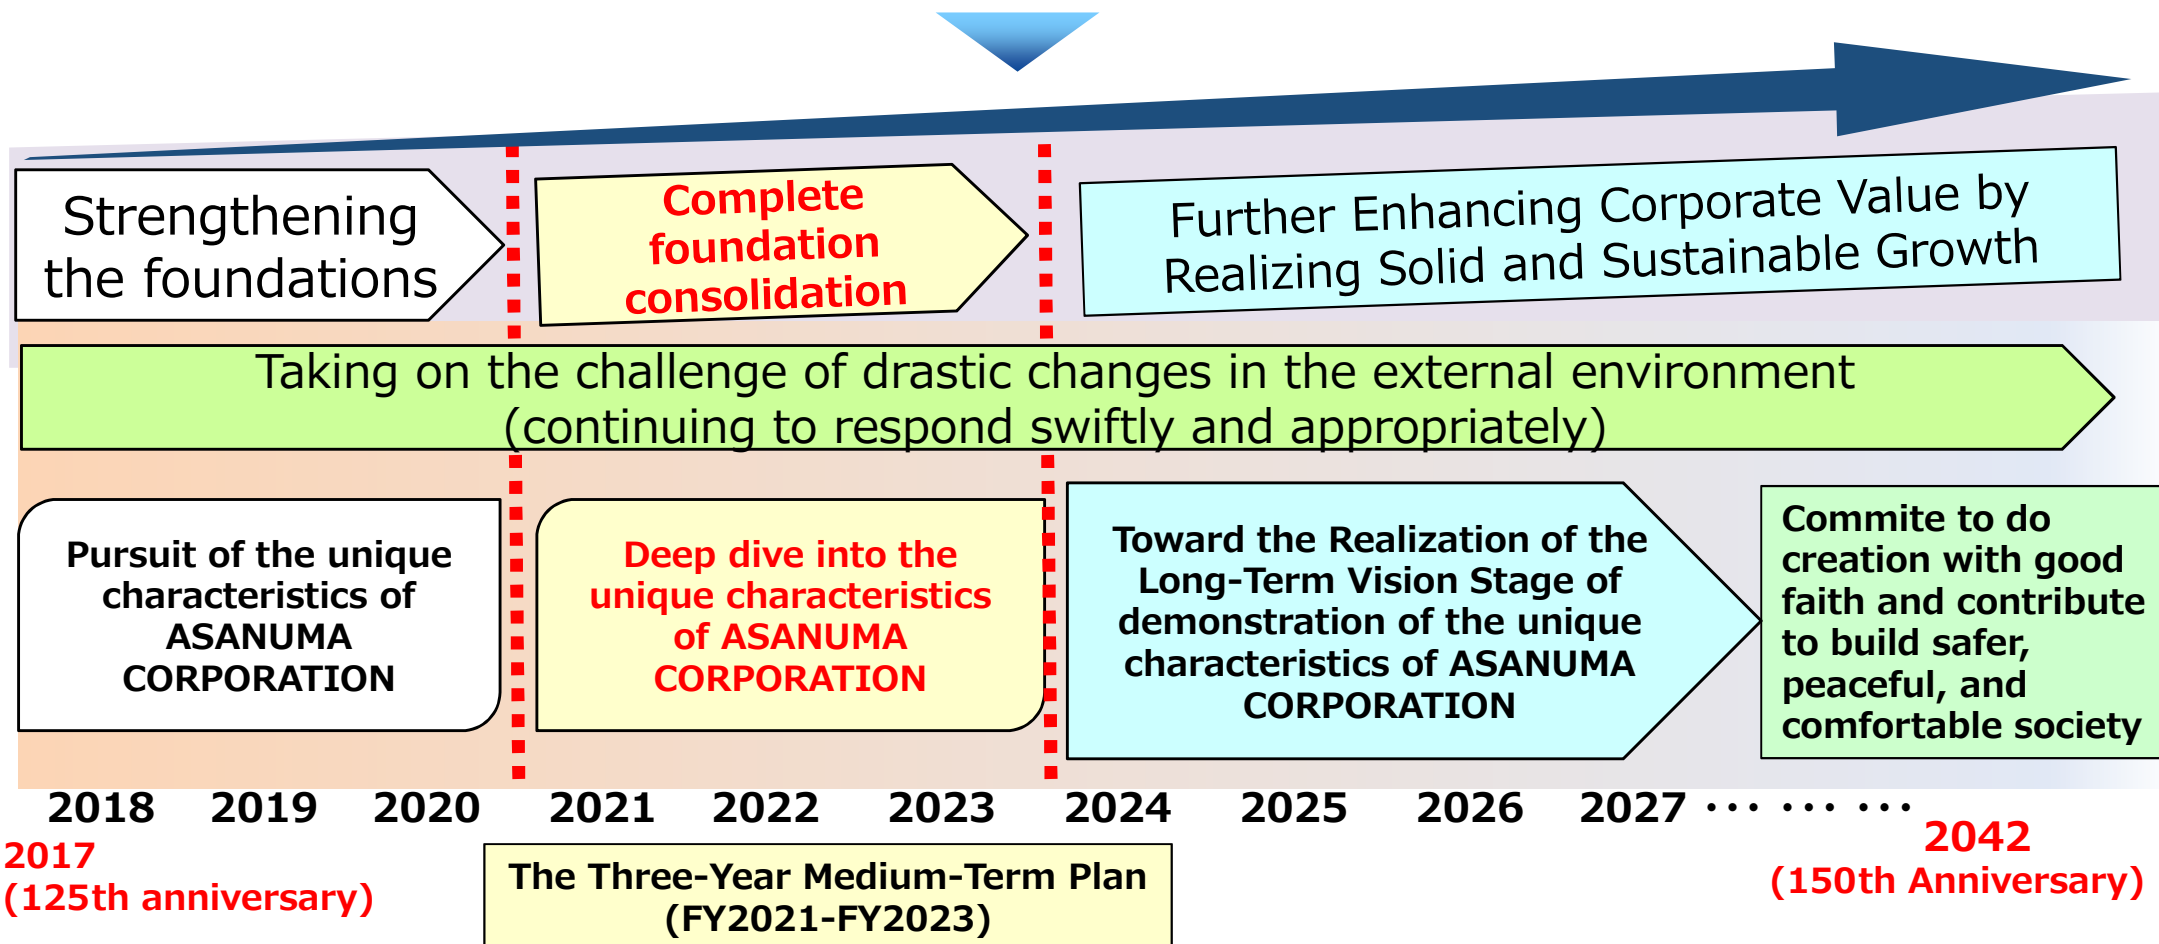 Strengthening
the foundations
Complete
foundation
consolidation
Further Enhancing Corporate Value by
Realizing Solid and Sustainable Growth
Taking on the challenge of drastic changes in the external environment
(continuing to respond swiftly and appropriately)
Pursuit of the unique
characteristics of
ASANUMA
CORPORATION
Deep dive into the
unique characteristics
of ASANUMA
CORPORATION
Toward the Realization of the
Long-Term Vision Stage of
demonstration of the unique
characteristics of ASANUMA
CORPORATION
Commite to do
creation with good
faith and contribute
to build safer,
peaceful, and
comfortable society
2018 2019 2020 2021 2022 2023 2024 2025 2026 2027 ··· ··· ···
2017
(125th anniversary)
The Three-Year Medium-Term Plan
(FY2021-FY2023)
2042
(150th Anniversary)